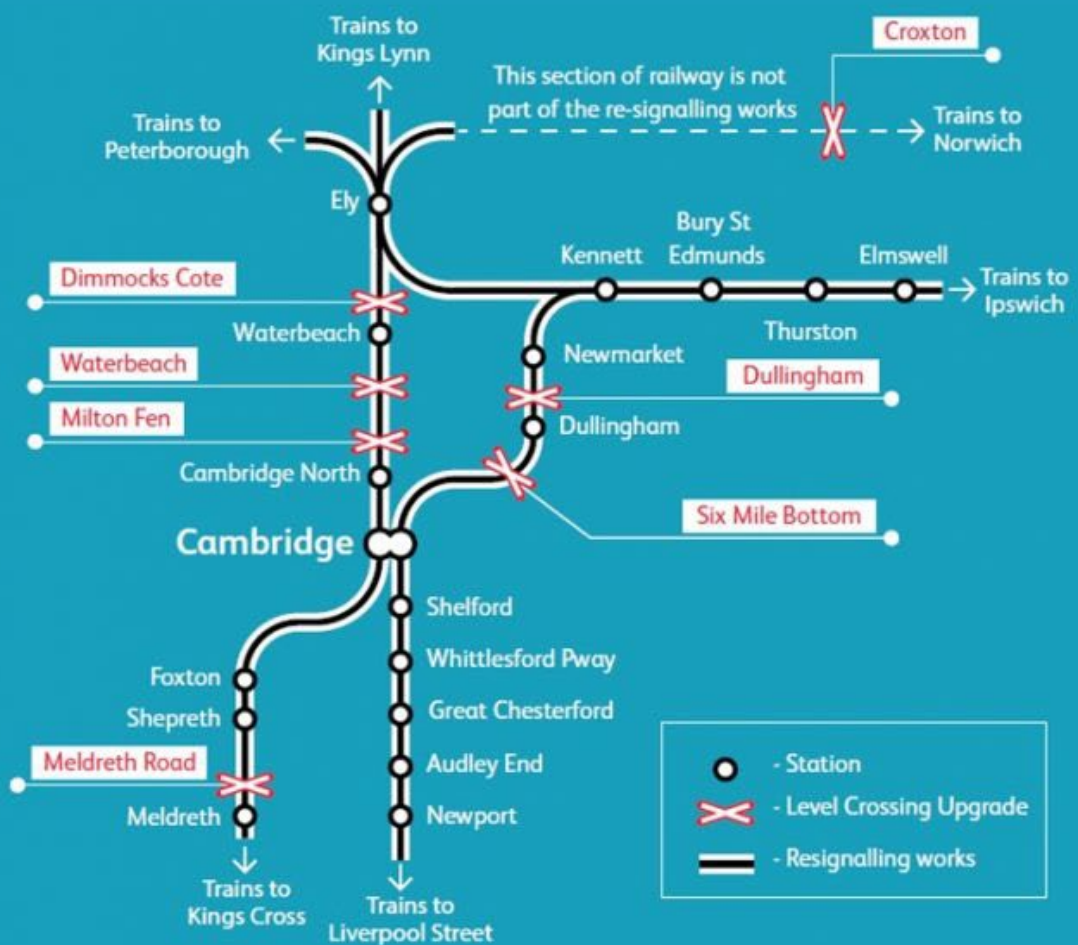 Trains to
Kings Lynn
Croxton
This section of railway is not
part of the re-signalling works
Trains to
Peterborough
Trains to
Norwich
Ely
Bury St
Edmunds
Kennett
Elmswell
Dimmocks Cote
Trains to
Ipswich
Waterbeach
Thurston
Newmarket
Waterbeach
Dullingham
Milton Fen
Dullingham
Cambridge North
Six Mile Bottom
Cambridge
Shelford
Whittlesford Pway
Foxton
Great Chesterford
Shepreth
Meldreth Road
Audley End
Meldreth
Newport
- Station
- Level Crossing Upgrade
- Resignalling works
Trains to
Kings Cross
Trains to
Liverpool Street